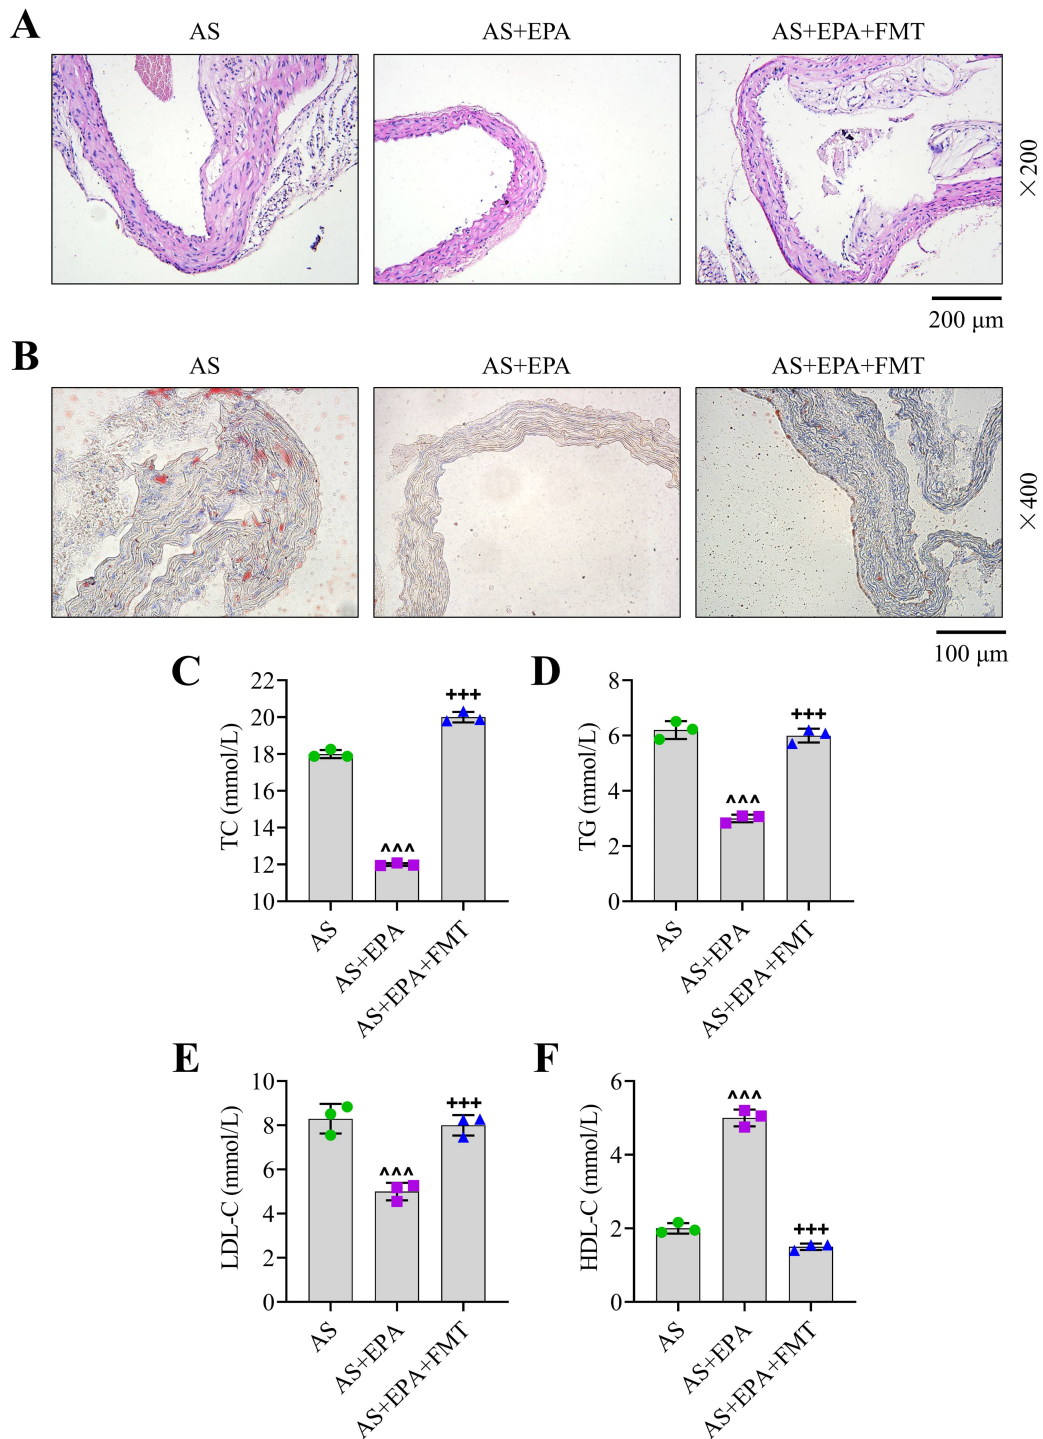 A
AS
AS+EPA
AS+EPA+FMT
×200
200 μm
B
AS
AS+EPA
AS+EPA+FMT
×400
100 μm
C
TC (mmol/L)
22
20
18
16
14
12
10
^^^
+++
AS
AS+EPA
AS+EPA+FMT
D
TG (mmol/L)
8
6
4
2
0
^^^
+++
AS
AS+EPA
AS+EPA+FMT
E
LDL-C (mmol/L)
10
8
6
4
2
0
^^^
+++
AS
AS+EPA
AS+EPA+FMT
F
HDL-C (mmol/L)
6
4
2
0
^^^
+++
AS
AS+EPA
AS+EPA+FMT